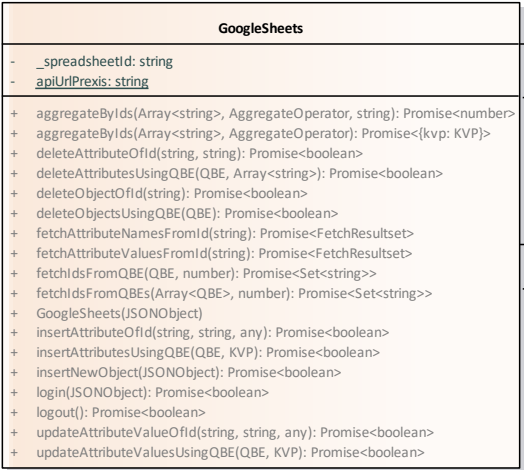 GoogleSheets
- _spreadsheetId: string
- apiUrlPrexis: string
+ aggregateByIds(Array<string>, AggregateOperator, string): Promise<number>
+ aggregateByIds(Array<string>, AggregateOperator): Promise<{kvp: KVP}>
+ deleteAttributeOfId(string, string): Promise<boolean>
+ deleteAttributesUsingQBE(QBE, Array<string>): Promise<boolean>
+ deleteObjectOfId(string): Promise<boolean>
+ deleteObjectsUsingQBE(QBE): Promise<boolean>
+ fetchAttributeNamesFromId(string): Promise<FetchResultset>
+ fetchAttributeValuesFromId(string): Promise<FetchResultset>
+ fetchIdsFromQBE(QBE, number): Promise<Set<string>>
+ fetchIdsFromQBEs(Array<QBE>, number): Promise<Set<string>>
+ GoogleSheets(JSONObject)
+ insertAttributeOfId(string, string, any): Promise<boolean>
+ insertAttributesUsingQBE(QBE, KVP): Promise<boolean>
+ insertNewObject(JSONObject): Promise<boolean>
+ login(JSONObject): Promise<boolean>
+ logout(): Promise<boolean>
+ updateAttributeValueOfId(string, string, any): Promise<boolean>
+ updateAttributeValuesUsingQBE(QBE, KVP): Promise<boolean>